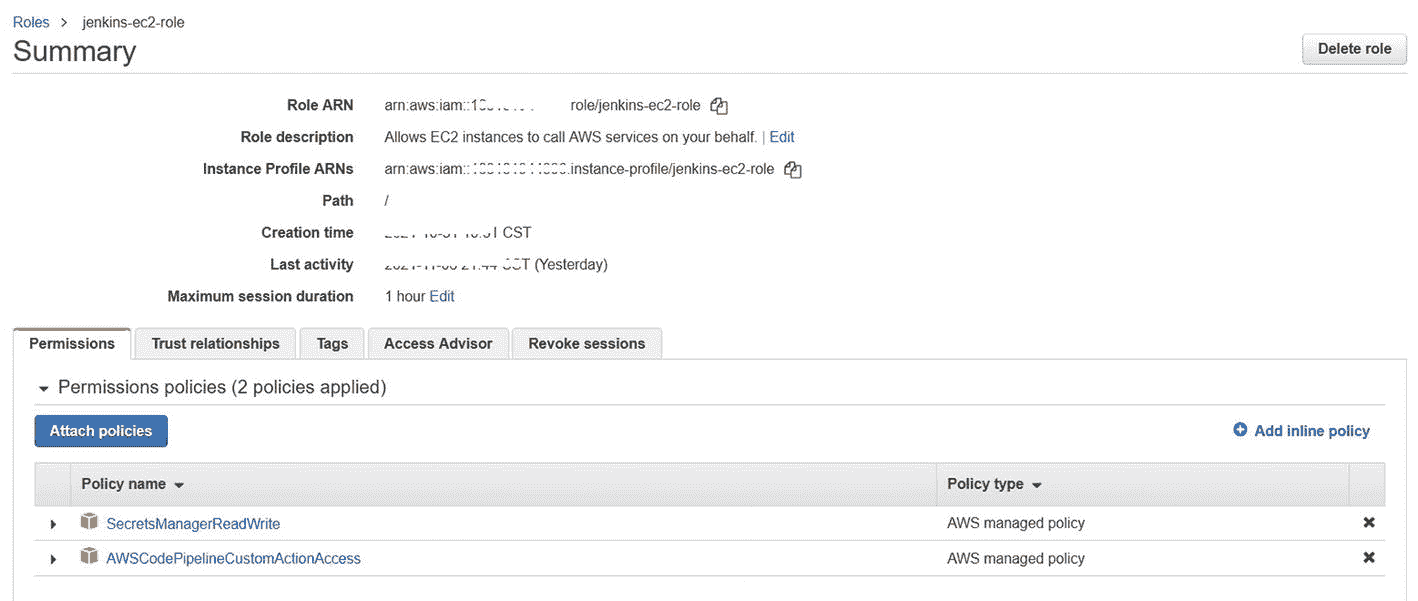 Roles > jenkins-ec2-role
Summary
Delete role
Role ARN arn:aws:iam:: role/jenkins-ec2-role
Role description Allows EC2 instances to call AWS services on your behalf. | Edit
Instance Profile ARNs arn:aws:iam:: instance-profile/jenkins-ec2-role
Path /
Creation time CST
Last activity (Yesterday)
Maximum session duration 1 hour Edit
Permissions Trust relationships Tags Access Advisor Revoke sessions
Permissions policies (2 policies applied)
Attach policies Add inline policy
Policy name Policy type
SecretsManagerReadWrite AWS managed policy
AWSCodePipelineCustomActionAccess AWS managed policy